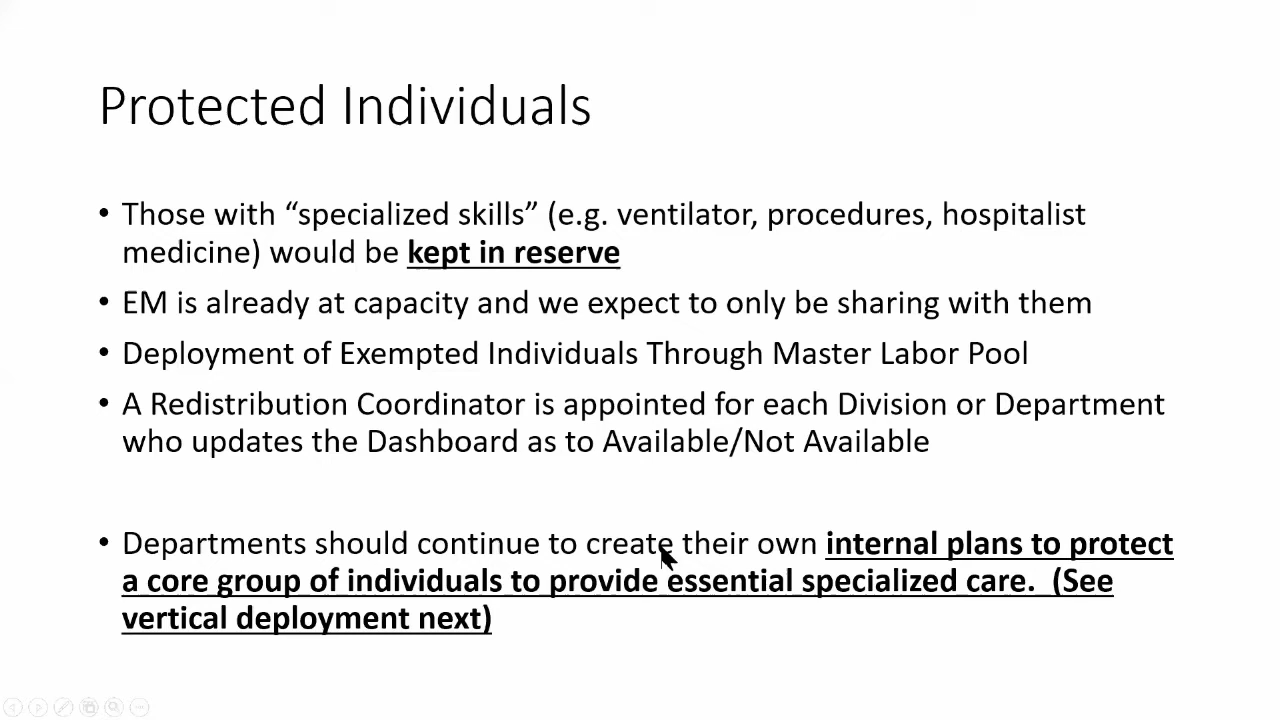 Protected Individuals
• Those with “specialized skills” (e.g. ventilator, procedures, hospitalist
medicine) would be kept in reserve
• EM is already at capacity and we expect to only be sharing with them
• Deployment of Exempted Individuals Through Master Labor Pool
• A Redistribution Coordinator is appointed for each Division or Department
who updates the Dashboard as to Available/Not Available
• Departments should continue to create their own internal plans to protect
a core group of individuals to provide essential specialized care.  (See
vertical deployment next)